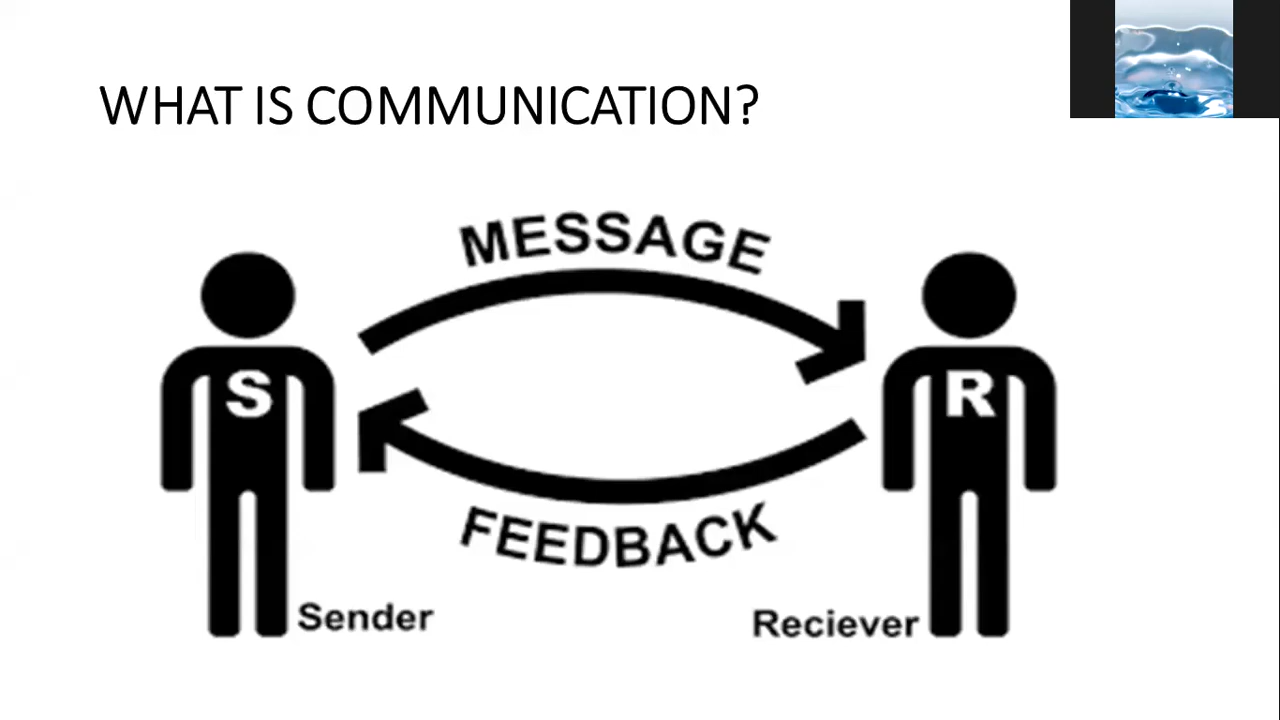 WHAT IS COMMUNICATION?
MESSAGE
S
R
FEEDBACK
Sender
Reciever